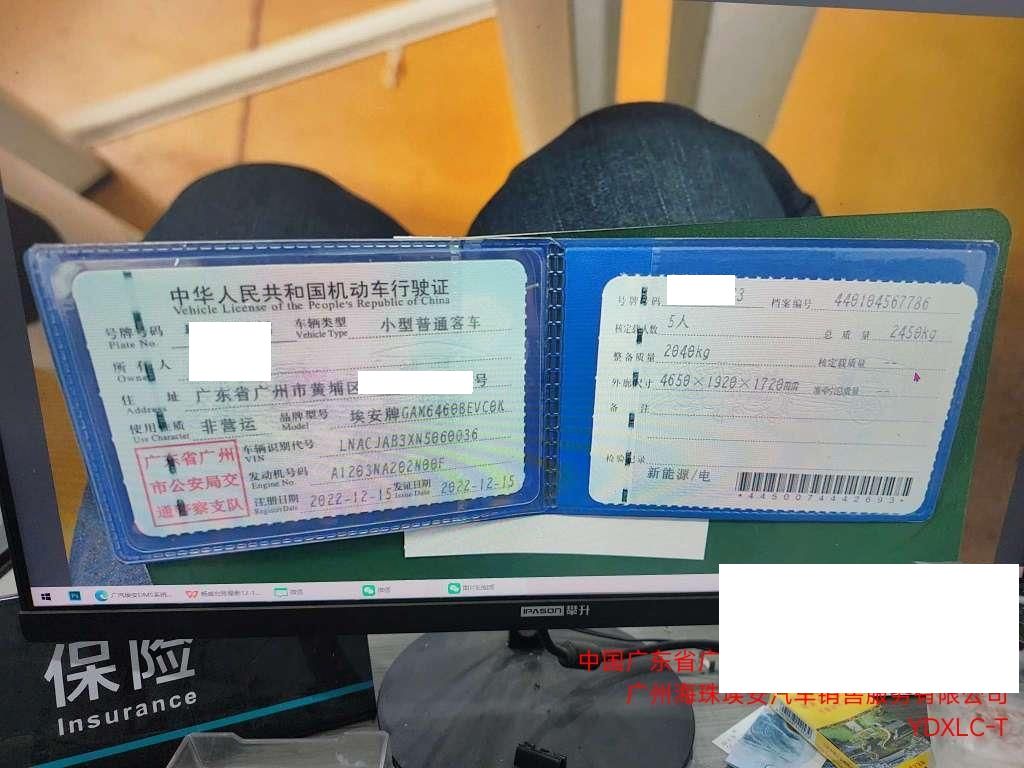 中华人民共和国机动车行驶证
Vehicle License of the People's Republic of China
号牌号码
Plate No.
车辆类型 小型普通客车
Vehicle Type
所有人
Owner
住址 广东省广州市黄埔区 号
Address
使用性质 非营运 品牌型号 埃安牌GAM6460BEVC0K
Use Character Model
车辆识别代号 LNACJAB3XN5060036
VIN
发动机号码 A1203NA202N00F
Engine No.
注册日期 2022-12-15 发证日期 2022-12-15
Register Date Issue Date
广东省广州
市公安局交
通警察支队
号牌号码 3 档案编号 440104567786
核定载人数 5人 总质量 2450kg
整备质量 2040kg 核定载质量 --
外廓尺寸 4650×1920×1720mm 准牵引总质量 --
备注
检验记录
新能源/电
*4450074442693*
IPASON 攀升
保险
Insurance
中国广东省广
广州海珠埃安汽车销售服务有限公司
YDXLC-T